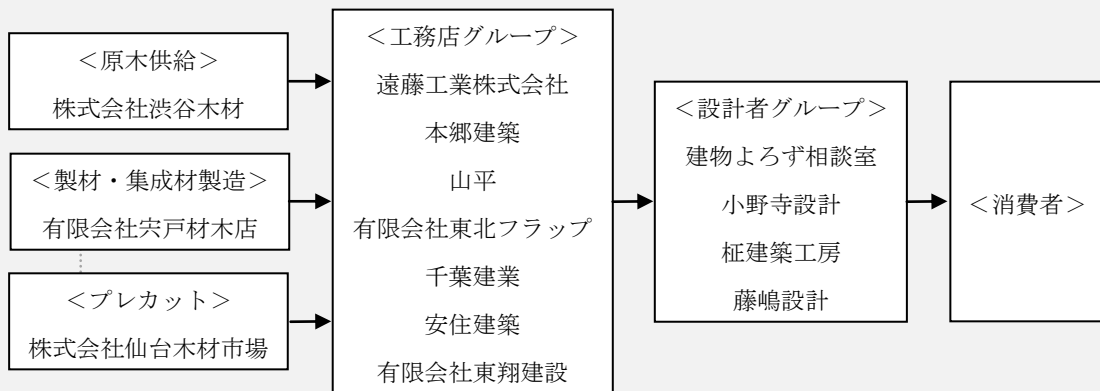 ＜原木供給＞
株式会社渋谷木材
＜製材・集成材製造＞
有限会社宍戸材木店
＜プレカット＞
株式会社仙台木材市場
＜工務店グループ＞
遠藤工業株式会社
本郷建築
山平
有限会社東北フラップ
千葉建業
安住建築
有限会社東翔建設
＜設計者グループ＞
建物よろず相談室
小野寺設計
柾建築工房
藤嶋設計
＜消費者＞